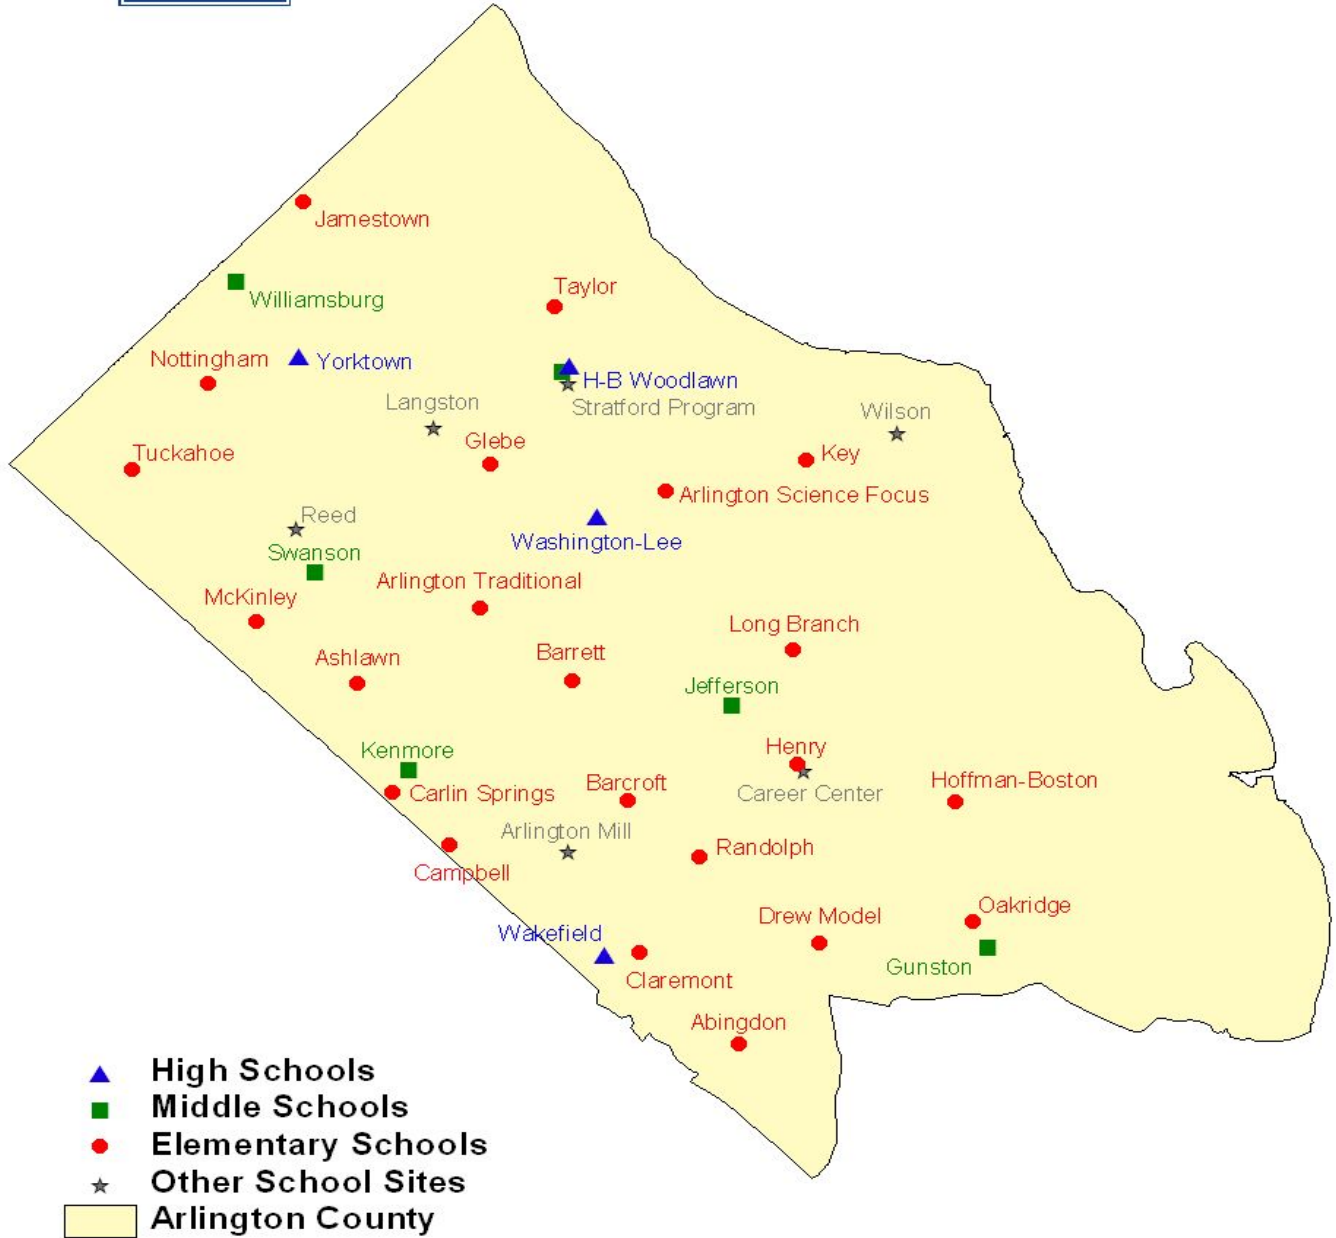 Jamestown
Williamsburg
Taylor
Nottingham
Yorktown
H-B Woodlawn
Langston
Stratford Program
Wilson
Tuckahoe
Glebe
Key
Arlington Science Focus
Reed
Washington-Lee
Swanson
Arlington Traditional
McKinley
Long Branch
Ashlawn
Barrett
Jefferson
Kenmore
Henry
Carlin Springs
Barcroft
Career Center
Hoffman-Boston
Arlington Mill
Randolph
Campbell
Drew Model
Oakridge
Wakefield
Gunston
Claremont
Abingdon
High Schools
Middle Schools
Elementary Schools
Other School Sites
Arlington County